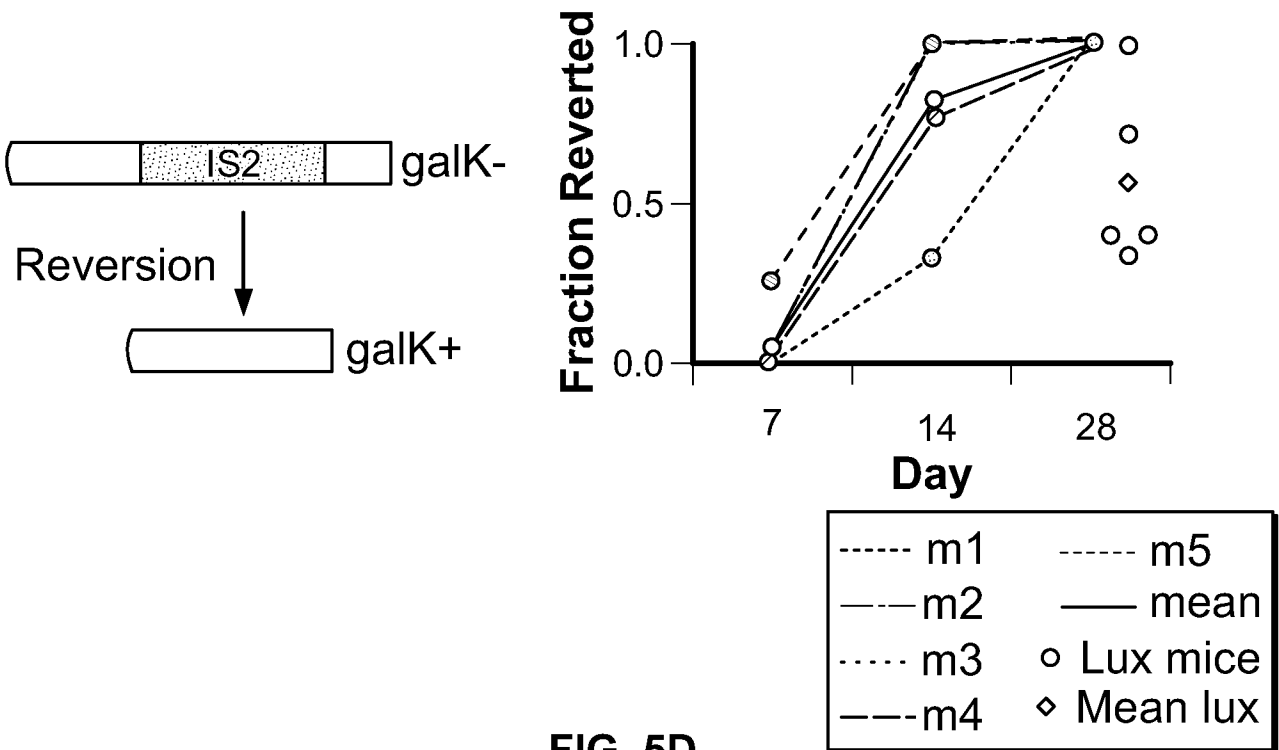 IS2
galK-
Reversion
galK+
Fraction Reverted
1.0
0.5
0.0
7
14
28
Day
m1
m2
m3
m4
m5
mean
Lux mice
Mean lux
FIG. 5D